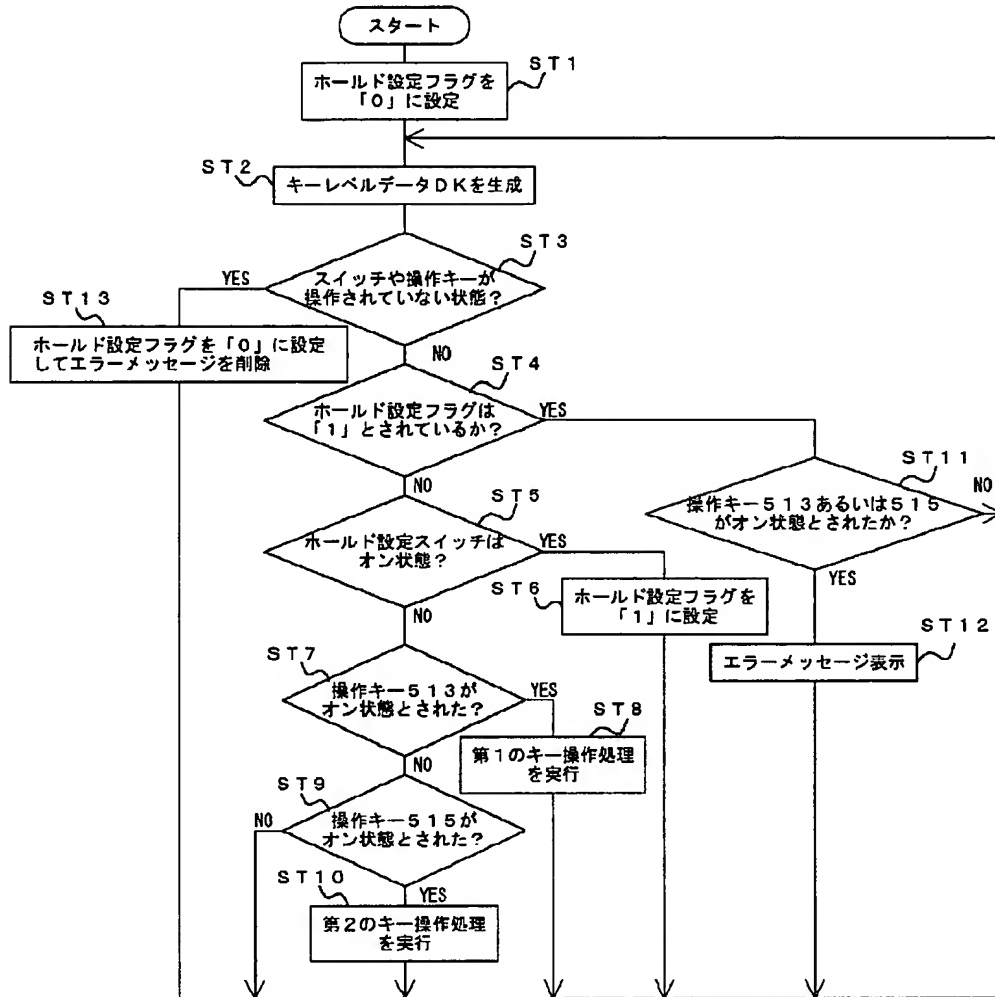 スタート
ST1
ホールド設定フラグを
「0」に設定
ST2
キーレベルデータDKを生成
ST3
スイッチや操作キーが
操作されていない状態?
YES
NO
ST13
ホールド設定フラグを「0」に設定
してエラーメッセージを削除
ST4
ホールド設定フラグは
「1」とされているか?
YES
NO
ST11
操作キー513あるいは515
がオン状態とされたか?
NO
YES
ST5
ホールド設定スイッチは
オン状態?
YES
NO
ST6
ホールド設定フラグを
「1」に設定
ST12
エラーメッセージ表示
ST7
操作キー513が
オン状態とされた?
YES
NO
ST8
第1のキー操作処理
を実行
ST9
操作キー515が
オン状態とされた?
NO
YES
ST10
第2のキー操作処理
を実行